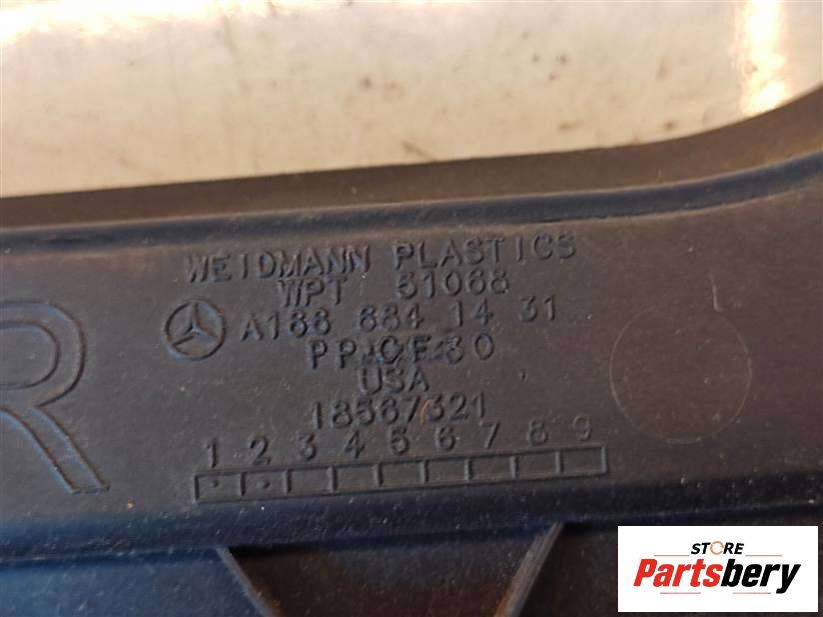 WEIDMANN PLASTICS
WPT 51068
A166 884 14 31
PP-GF30
USA
18567321
R
1 2 3 4 5 6 7 8 9
STORE
Partsbery